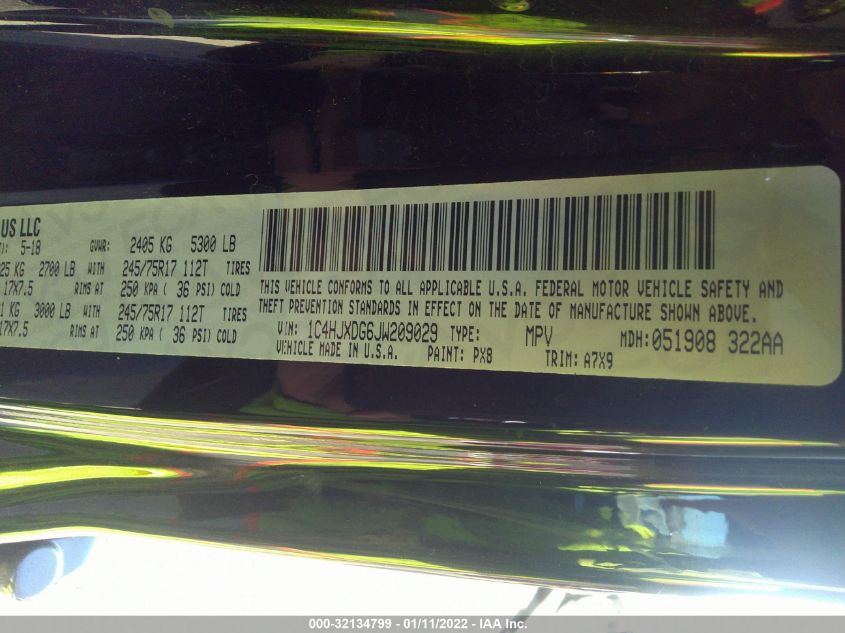 US LLC
5-18 GVWR: 2405 KG 5300 LB
25 KG 2700 LB WITH 245/75R17 112T TIRES
17X7.5 RIMS AT 250 KPA ( 36 PSI) COLD
1 KG 3000 LB WITH 245/75R17 112T TIRES
17X7.5 RIMS AT 250 KPA ( 36 PSI) COLD
THIS VEHICLE CONFORMS TO ALL APPLICABLE U.S.A. FEDERAL MOTOR VEHICLE SAFETY AND
THEFT PREVENTION STANDARDS IN EFFECT ON THE DATE OF MANUFACTURE SHOWN ABOVE.
VIN: 1C4HJXDG6JW209029 TYPE: MPV MDH: 051908 322AA
VEHICLE MADE IN U.S.A. PAINT: PX8 TRIM: A7X9
000-32134799 - 01/11/2022 - IAA Inc.